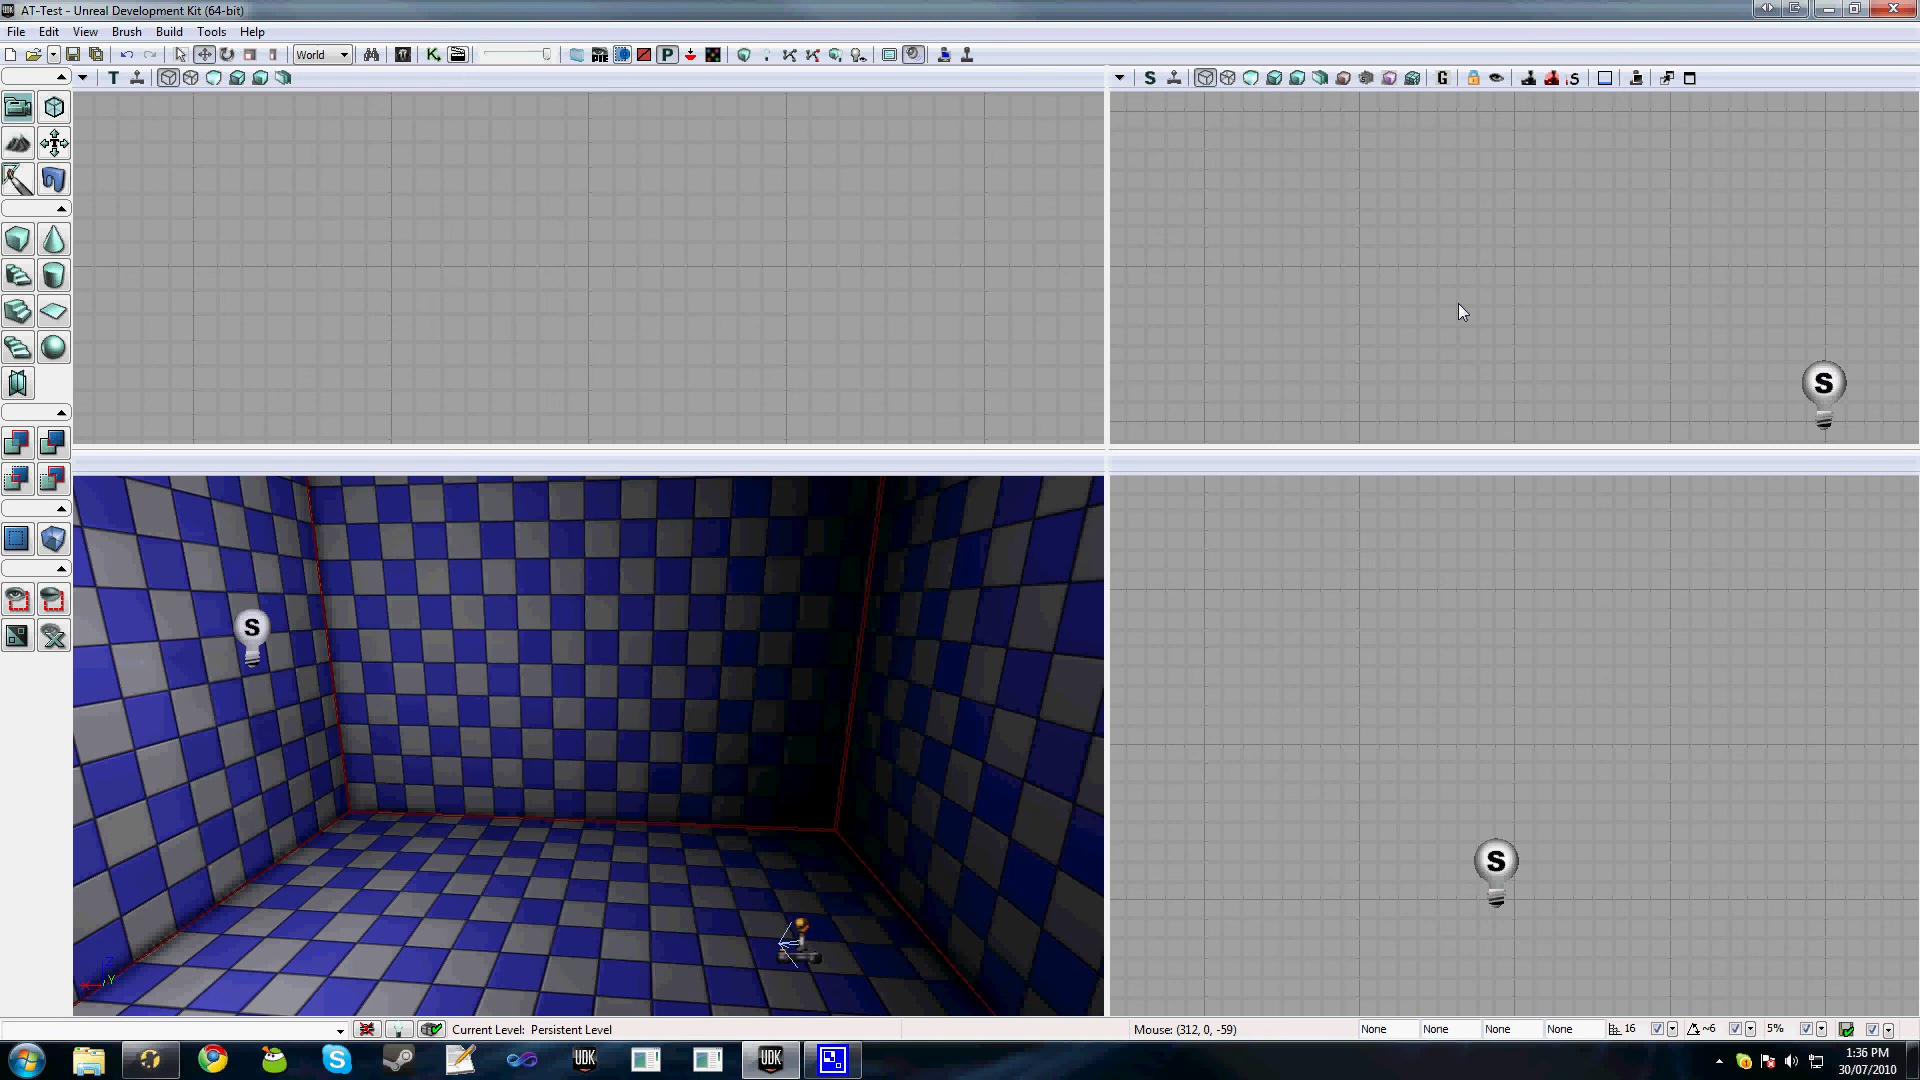 AT-Test - Unreal Development Kit (64-bit)
File Edit View Brush Build Tools Help
World
K
P
T
S
G
S
S
S
S
Z
Y
Current Level: Persistent Level
Mouse: (312, 0, -59)
None None None None
16
~6
5%
UDK
UDK
1:36 PM
30/07/2010